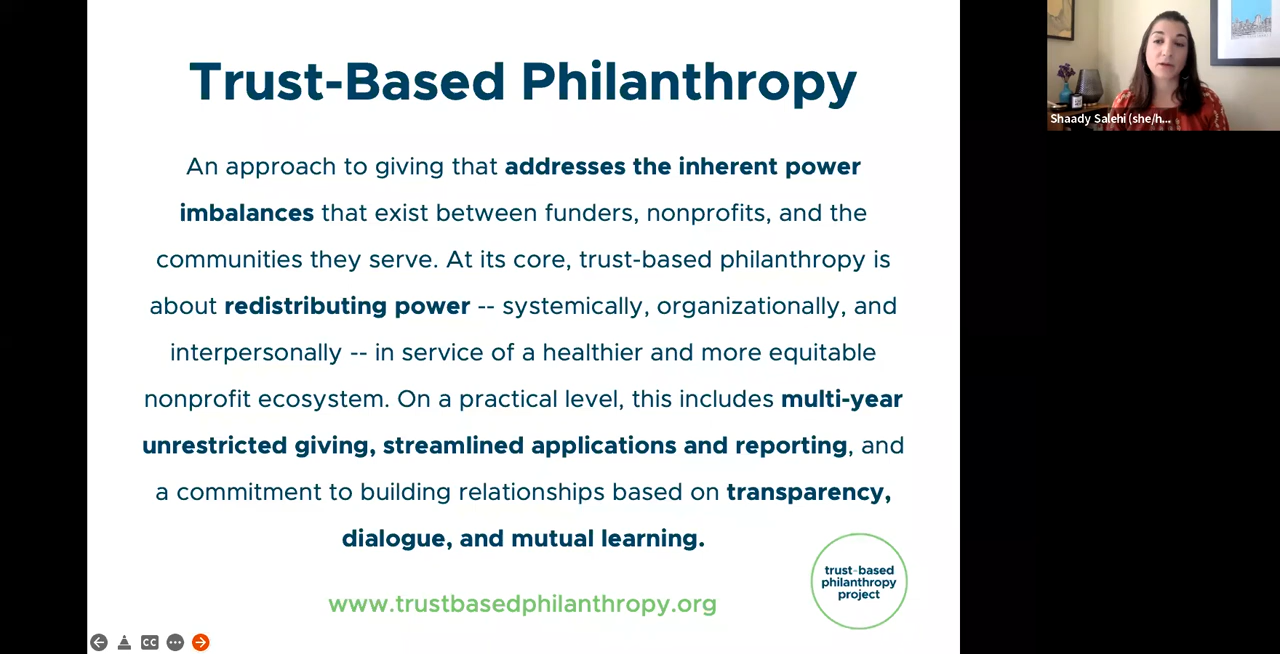 Trust-Based Philanthropy
An approach to giving that addresses the inherent power
imbalances that exist between funders, nonprofits, and the
communities they serve. At its core, trust-based philanthropy is
about redistributing power -- systemically, organizationally, and
interpersonally -- in service of a healthier and more equitable
nonprofit ecosystem. On a practical level, this includes multi-year
unrestricted giving, streamlined applications and reporting, and
a commitment to building relationships based on transparency,
dialogue, and mutual learning.
www.trustbasedphilanthropy.org
trust-based
philanthropy
project
CC
Shaady Salehi (she/h...